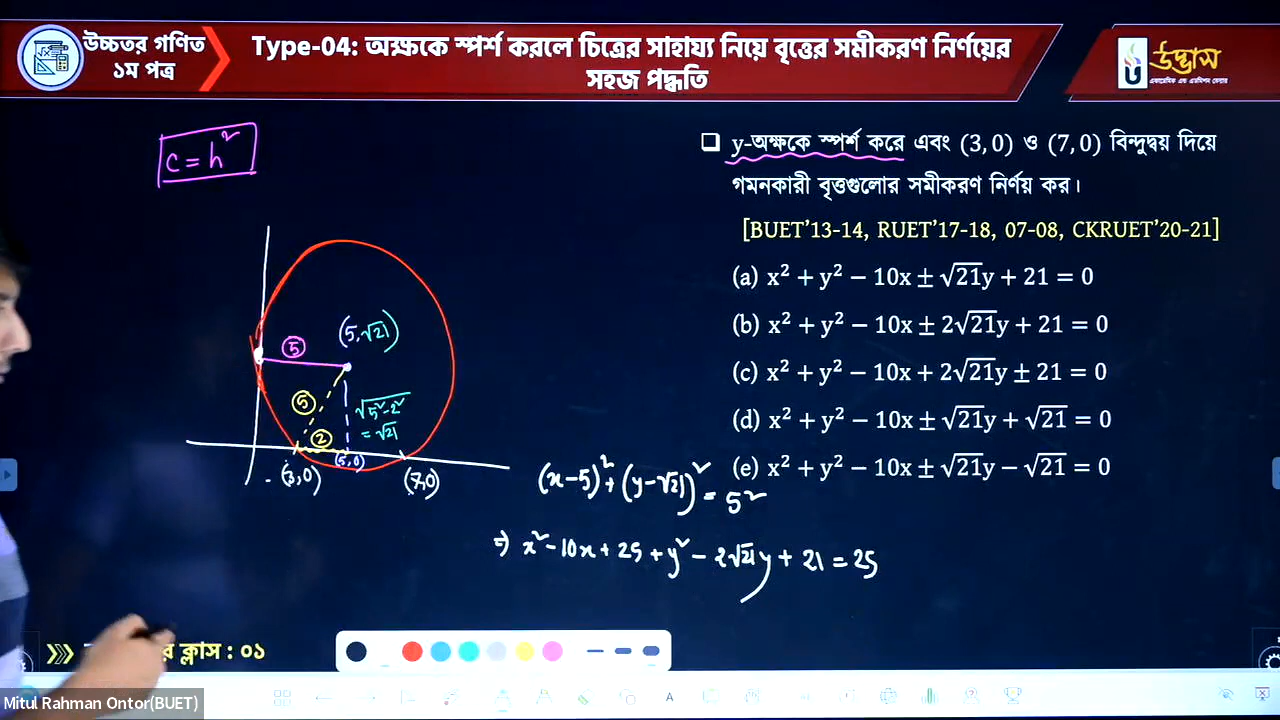 উচ্চতর গণিত
১ম পত্র
Type-04: অক্ষকে স্পর্শ করলে চিত্রের সাহায্য নিয়ে বৃত্তের সমীকরণ নির্ণয়ের
সহজ পদ্ধতি
উদ্ভাস
একাডেমিক এন্ড এডমিশন কেয়ার
c = h²
❑ y-অক্ষকে স্পর্শ করে এবং (3, 0) ও (7, 0) বিন্দুদ্বয় দিয়ে
গমনকারী বৃত্তগুলোর সমীকরণ নির্ণয় কর।
[BUET'13-14, RUET'17-18, 07-08, CKRUET'20-21]
(a) x² + y² − 10x ± √21y + 21 = 0
(b) x² + y² − 10x ± 2√21y + 21 = 0
(c) x² + y² − 10x + 2√21y ± 21 = 0
(d) x² + y² − 10x ± √21y + √21 = 0
(e) x² + y² − 10x ± √21y − √21 = 0
(5, √21)
5
5
√5²−2²
= √21
2
(5,0)
(3,0)
(7,0)
(x−5)² + (y−√21)² = 5²
⇒ x² − 10x + 25 + y² − 2√21y + 21 = 25
র ক্লাস : ০১
Mitul Rahman Ontor(BUET)
A